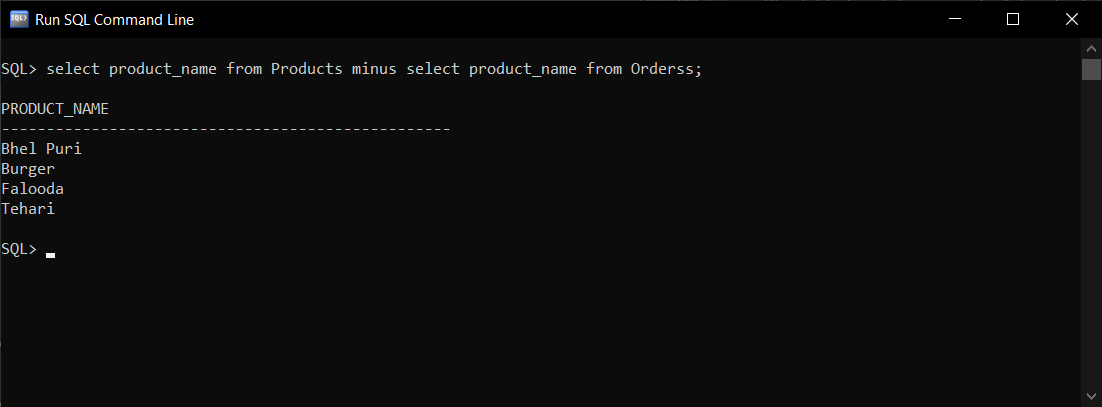 Run SQL Command Line
SQL> select product_name from Products minus select product_name from Orderss;
PRODUCT_NAME
--------------------------------------------------
Bhel Puri
Burger
Falooda
Tehari
SQL>